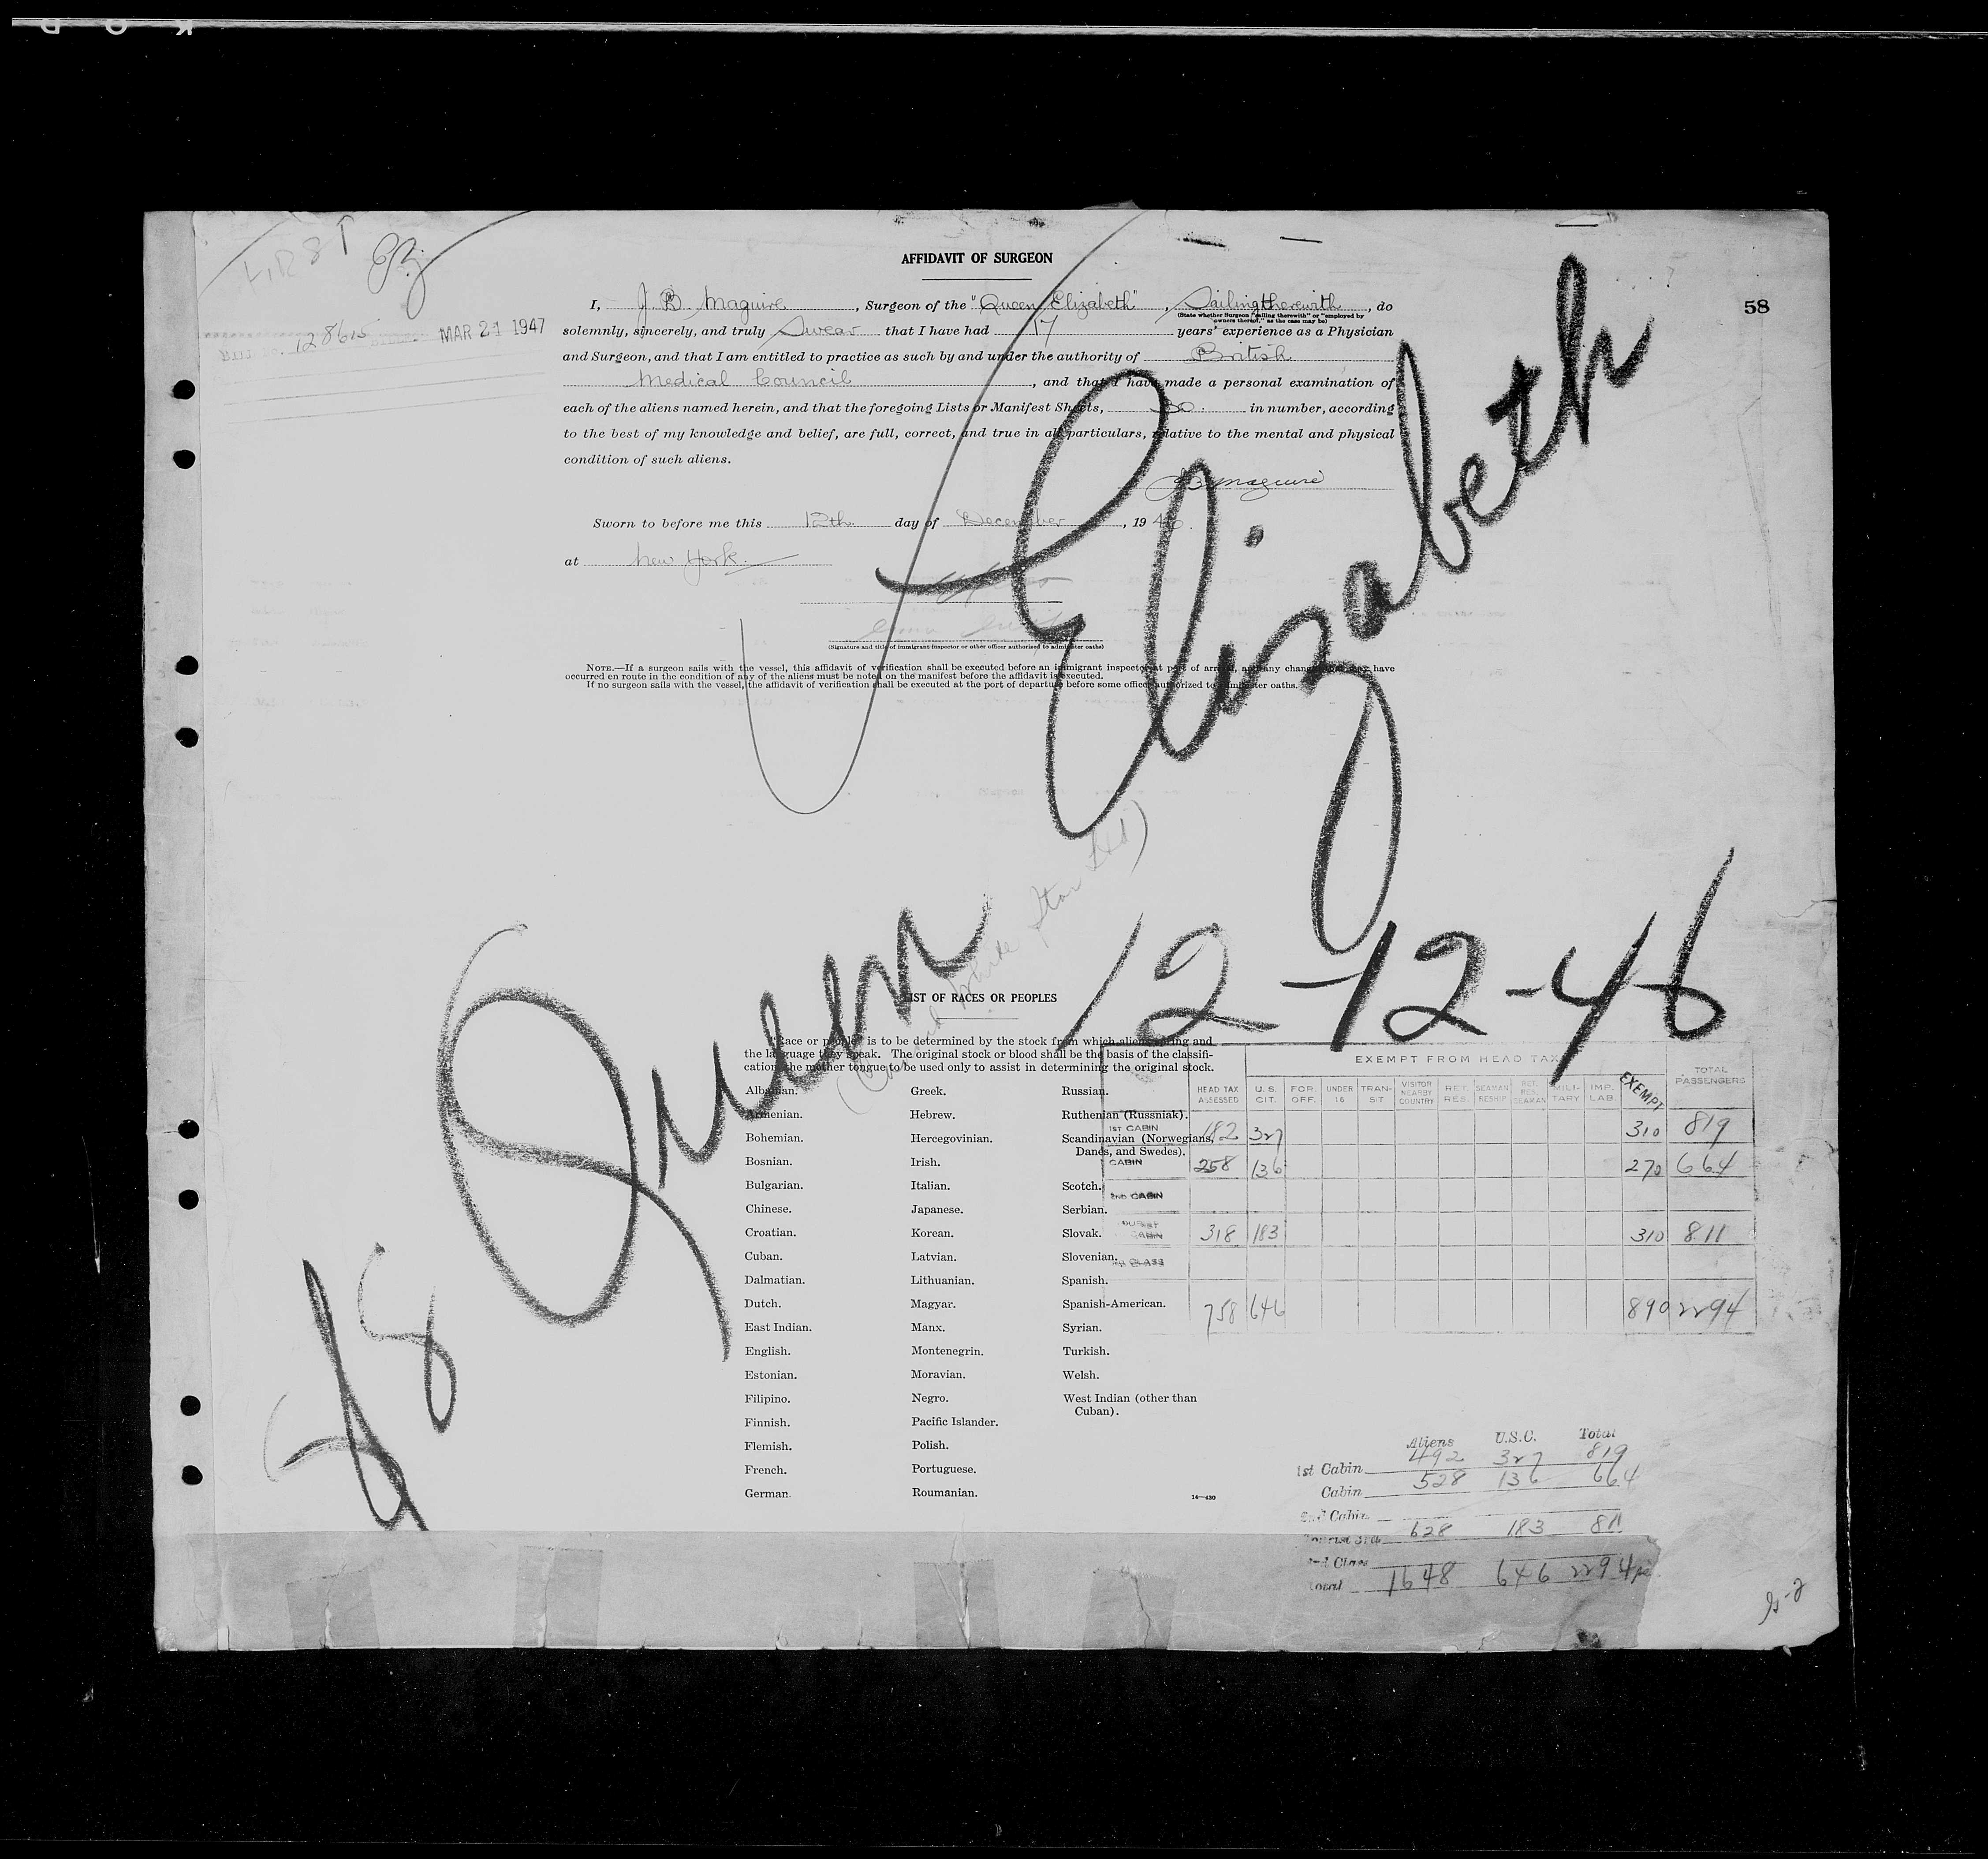 FIRST
AFFIDAVIT OF SURGEON
58
I, J. B. Maguire, Surgeon of the "Queen Elizabeth", Sailing therewith, do
(State whether Surgeon "sailing therewith" or "employed by
owners thereof," as the case may be)
solemnly, sincerely, and truly Swear that I have had 17 years' experience as a Physician
Bill No. 128615
MAR 21 1947
and Surgeon, and that I am entitled to practice as such by and under the authority of British
Medical Council, and that I have made a personal examination of
each of the aliens named herein, and that the foregoing Lists or Manifest Sheets, 30 in number, according
to the best of my knowledge and belief, are full, correct, and true in all particulars, relative to the mental and physical
condition of such aliens.
JB Maguire
Sworn to before me this 12th day of December, 1946.
at New York.
(Signature and title of immigrant inspector or other officer authorized to administer oaths)
NOTE.—If a surgeon sails with the vessel, this affidavit of verification shall be executed before an immigrant inspector at port of arrival, and any changes that may have
occurred en route in the condition of any of the aliens must be noted on the manifest before the affidavit is executed.
If no surgeon sails with the vessel, the affidavit of verification shall be executed at the port of departure before some officer authorized to administer oaths.
Queen Elizabeth
(Cunard White Star Ltd)
12-12-46
LIST OF RACES OR PEOPLES
"Race or people" is to be determined by the stock from which aliens spring and
the language they speak. The original stock or blood shall be the basis of the classifi-
cation, the mother tongue to be used only to assist in determining the original stock.
Albanian. Greek. Russian.
Armenian. Hebrew. Ruthenian (Russniak).
Bohemian. Hercegovinian. Scandinavian (Norwegians,
Danes, and Swedes).
Bosnian. Irish.
Bulgarian. Italian. Scotch.
Chinese. Japanese. Serbian.
Croatian. Korean. Slovak.
Cuban. Latvian. Slovenian.
Dalmatian. Lithuanian. Spanish.
Dutch. Magyar. Spanish-American.
East Indian. Manx. Syrian.
English. Montenegrin. Turkish.
Estonian. Moravian. Welsh.
Filipino. Negro. West Indian (other than
Cuban).
Finnish. Pacific Islander.
Flemish. Polish.
French. Portuguese.
German. Roumanian.
14—430
EXEMPT FROM HEAD TAX
HEAD TAX ASSESSED U. S. CIT. FOR OFF. UNDER 16 TRAN- SIT VISITOR NEARBY COUNTRY RET. RES. SEAMAN RESHIP RET. RES. SEAMAN MILI- TARY IMP. LAB. EXEMPT TOTAL PASSENGERS
1ST CABIN 182 327 310 819
CABIN 258 136 270 664
2ND CABIN
TOURIST CABIN 318 183 310 811
3RD CLASS
758 646 890 2294
Aliens U.S.C. Total
1st Cabin 492 327 819
Cabin 528 136 664
2nd Cabin
Tourist 3rd 628 183 811
3rd Class
Total 1648 646 2294